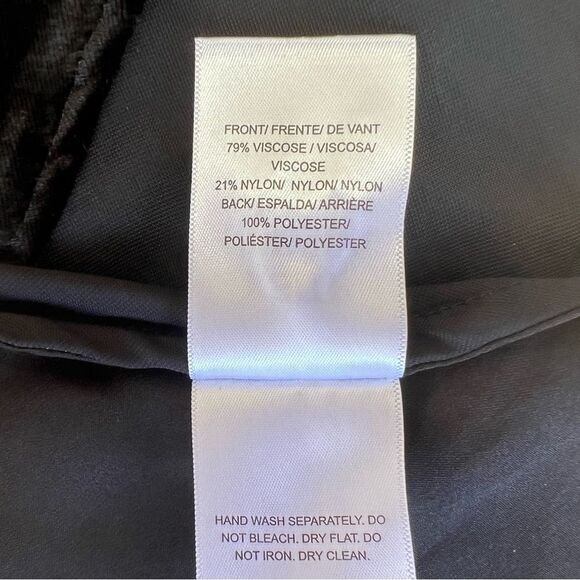 FRONT/ FRENTE/ DE VANT
79% VISCOSE / VISCOSA/
VISCOSE
21% NYLON/ NYLON/ NYLON
BACK/ ESPALDA/ ARRIÈRE
100% POLYESTER/
POLIÉSTER/ POLYESTER
HAND WASH SEPARATELY. DO
NOT BLEACH. DRY FLAT. DO
NOT IRON. DRY CLEAN.